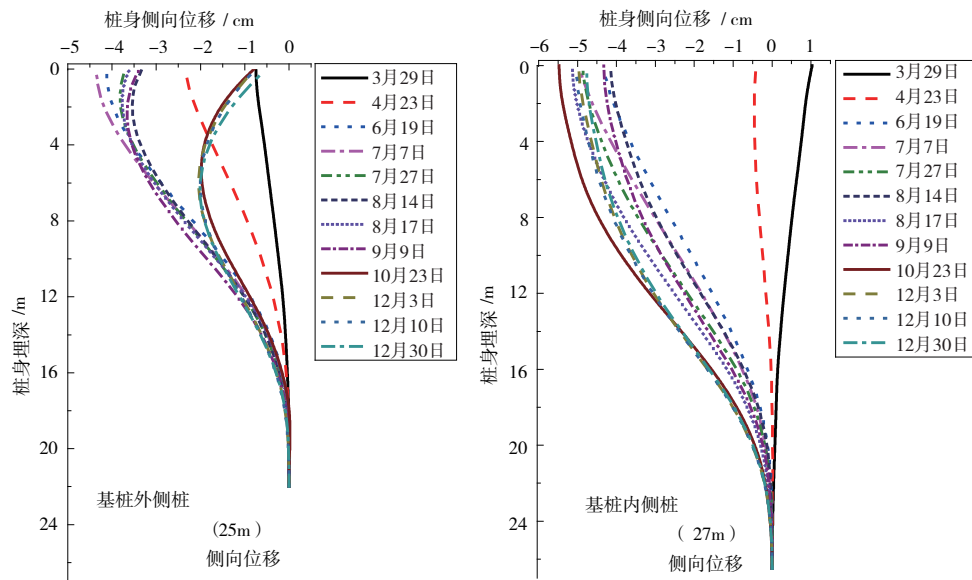 桩身侧向位移 / cm
−5 −4 −3 −2 −1 0
0
4
8
12
16
20
24
桩身埋深 /m
3月29日
4月23日
6月19日
7月7日
7月27日
8月14日
8月17日
9月9日
10月23日
12月3日
12月10日
12月30日
基桩外侧桩
(25m)
侧向位移
桩身侧向位移 / cm
−6 −5 −4 −3 −2 −1 0 1
0
4
8
12
16
20
24
桩身埋深 /m
3月29日
4月23日
6月19日
7月7日
7月27日
8月14日
8月17日
9月9日
10月23日
12月3日
12月10日
12月30日
基桩内侧桩
( 27m )
侧向位移